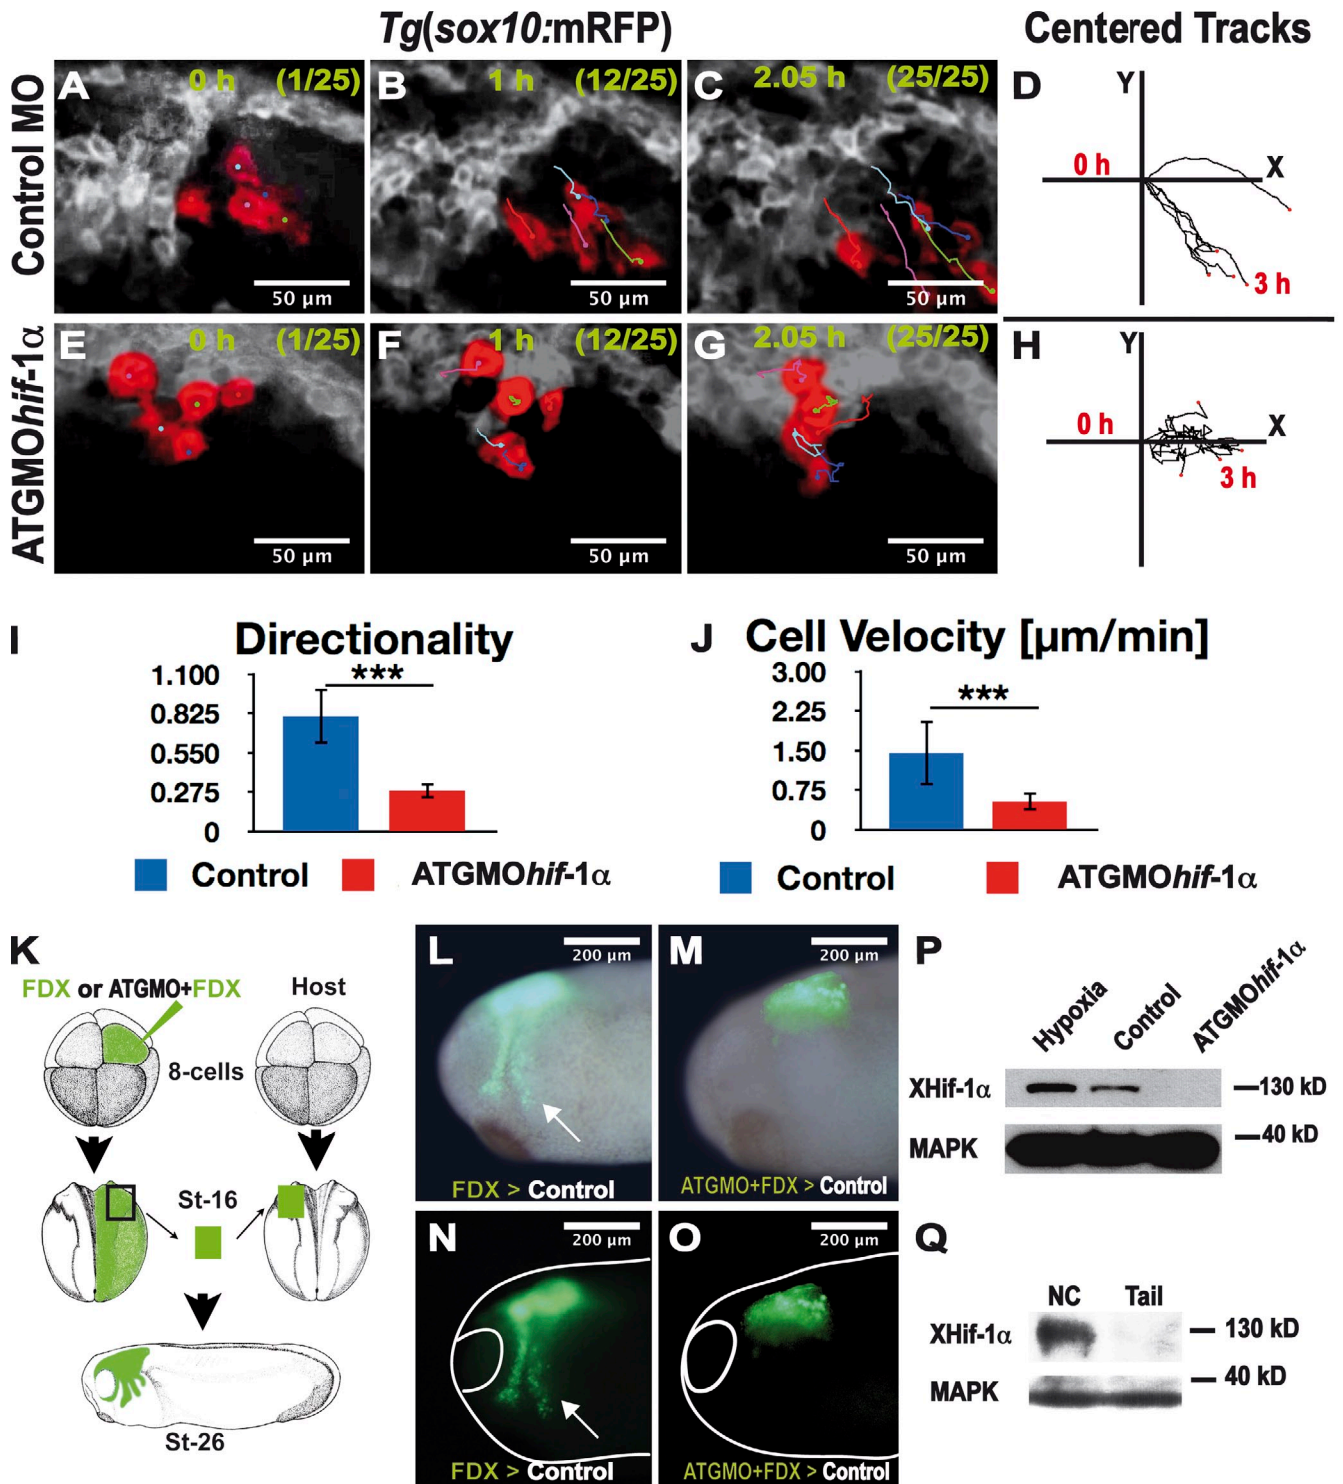 Tg(sox10:mRFP)
Centered Tracks
Control MO
A 0 h (1/25)
50 µm
B 1 h (12/25)
50 µm
C 2.05 h (25/25)
50 µm
D Y
0 h X
3 h
ATGMOhif-1α
E 0 h (1/25)
50 µm
F 1 h (12/25)
50 µm
G 2.05 h (25/25)
50 µm
H Y
0 h X
3 h
I Directionality
1.100
0.825
0.550
0.275
0
***
Control ATGMOhif-1α
J Cell Velocity [µm/min]
3.00
2.25
1.50
0.75
0
***
Control ATGMOhif-1α
K
FDX or ATGMO+FDX
Host
8-cells
St-16
St-26
L
200 µm
FDX > Control
M
200 µm
ATGMO+FDX > Control
N
200 µm
FDX > Control
O
200 µm
ATGMO+FDX > Control
P
Hypoxia Control ATGMOhif-1α
XHif-1α 130 kD
MAPK 40 kD
Q
NC Tail
XHif-1α 130 kD
MAPK 40 kD